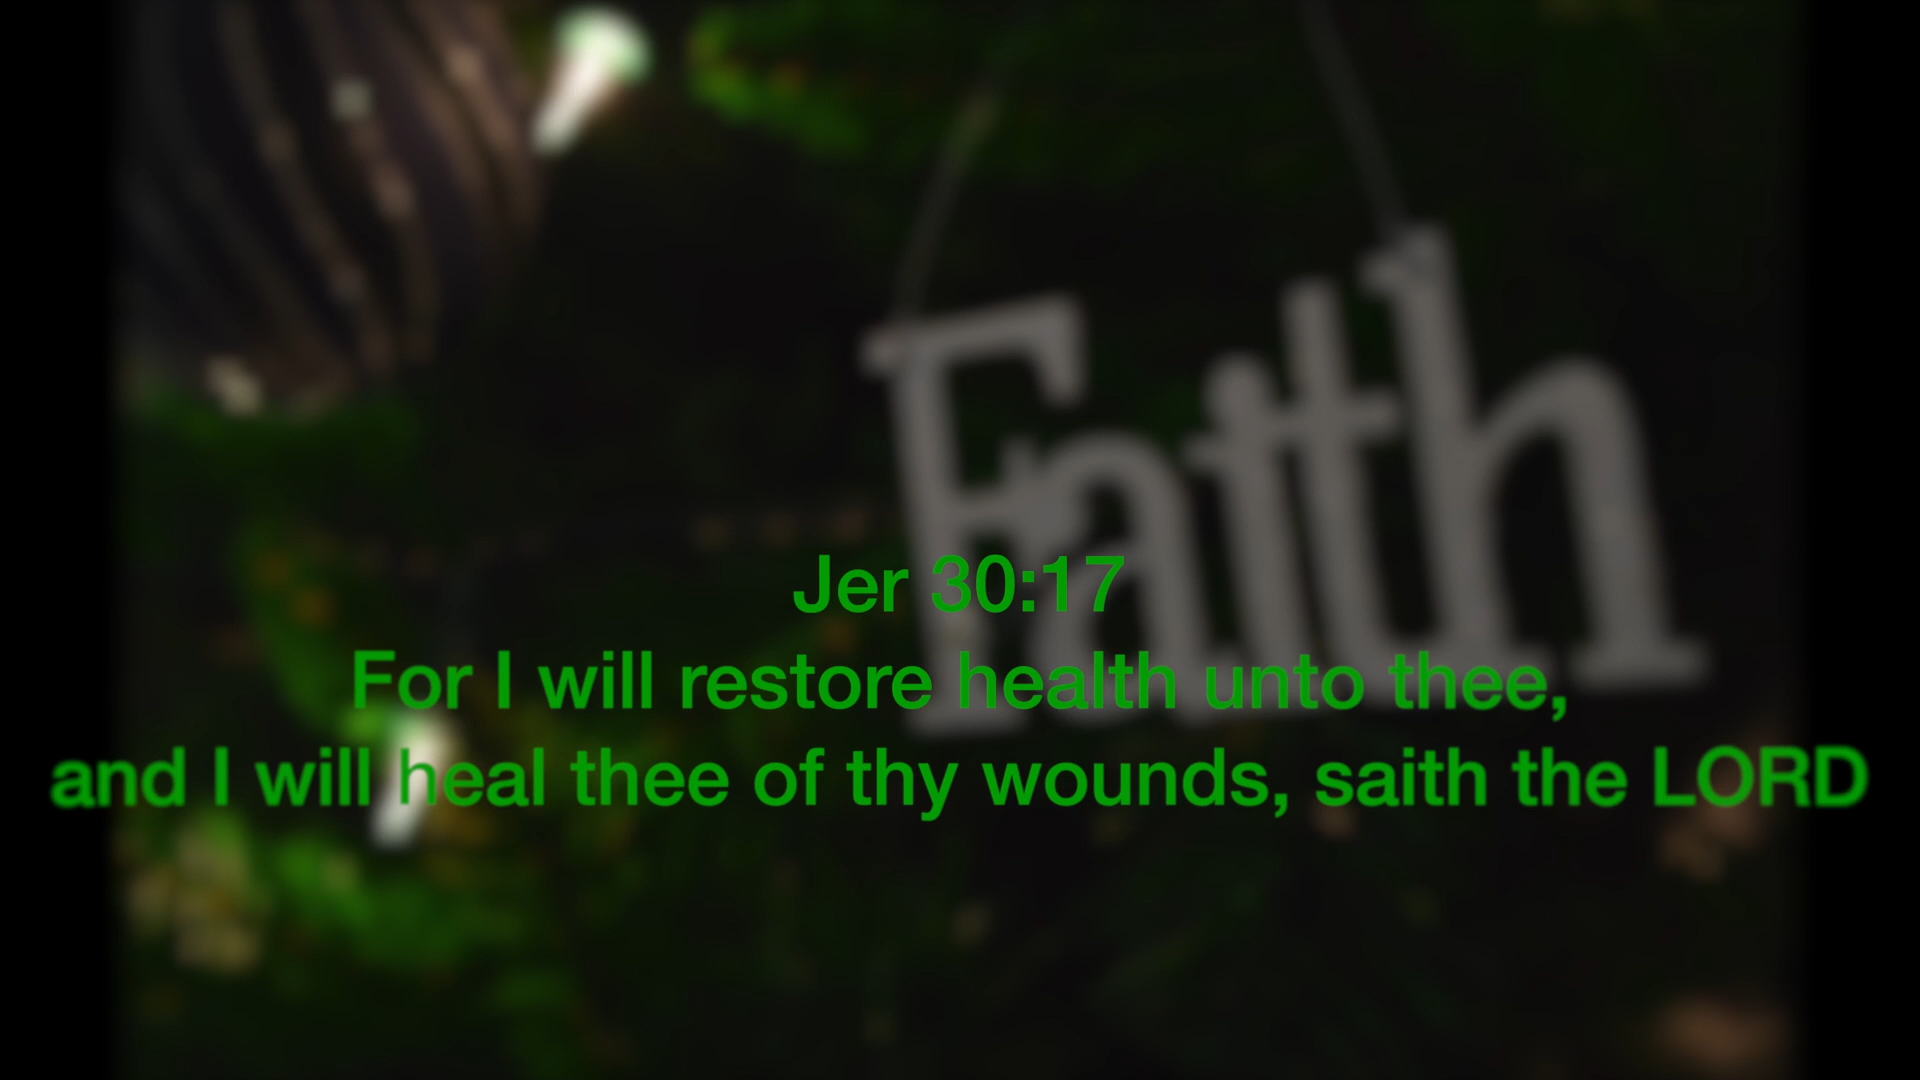 Faith
Jer 30:17
For I will restore health unto thee,
and I will heal thee of thy wounds, saith the LORD